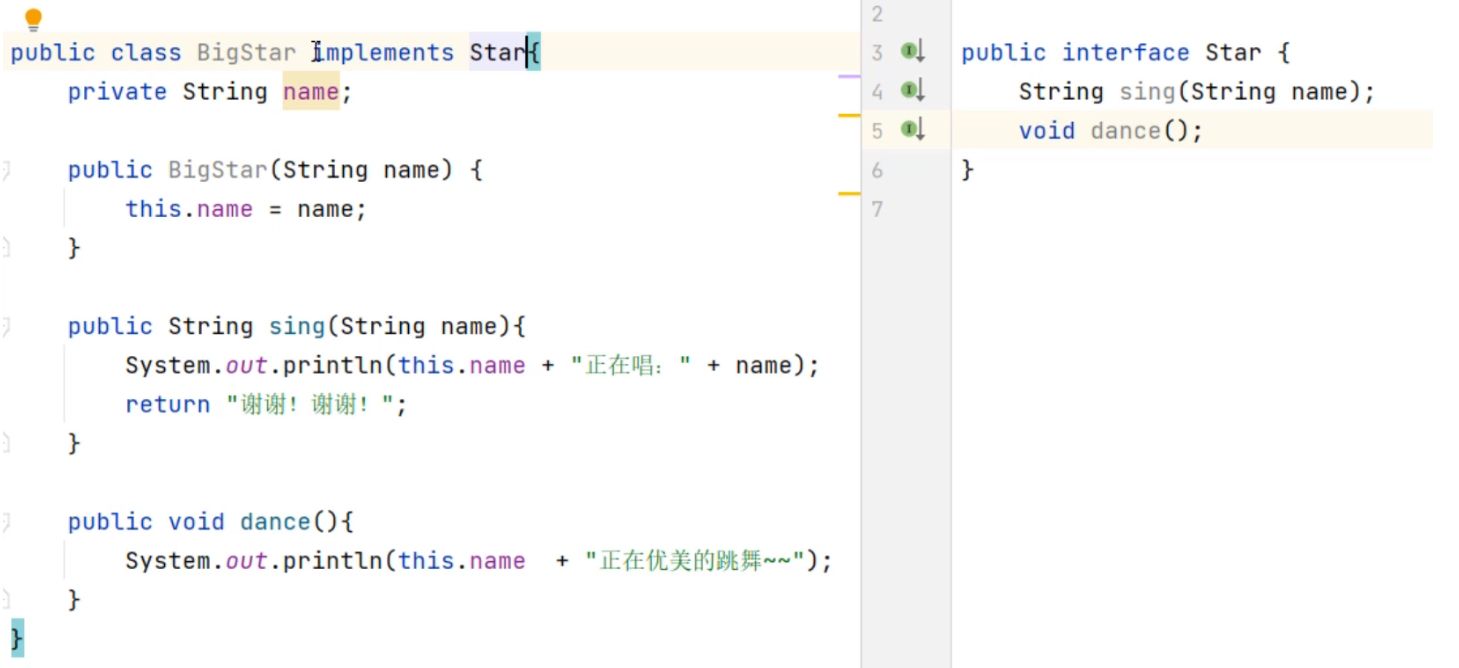 public class BigStar implements Star{
    private String name;
    public BigStar(String name) {
        this.name = name;
    }
    public String sing(String name){
        System.out.println(this.name + "正在唱：" + name);
        return "谢谢！谢谢！";
    }
    public void dance(){
        System.out.println(this.name  + "正在优美的跳舞~~");
    }
}
2
3 public interface Star {
4     String sing(String name);
5     void dance();
6 }
7